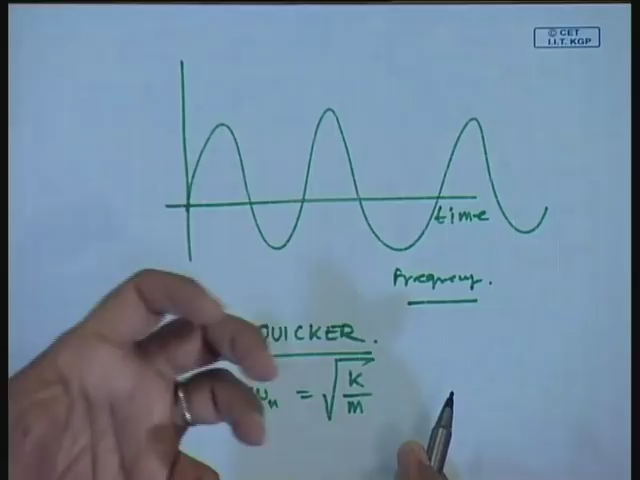 © CET
I.I.T. KGP
time
Frequency.
QUICKER.
ωn = √K/m